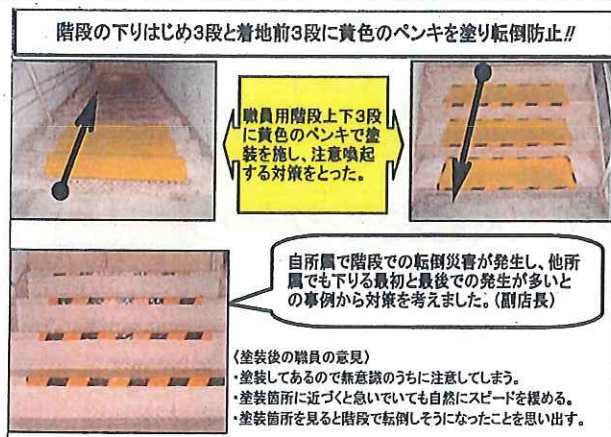 階段の下りはじめ3段と着地前3段に黄色のペンキを塗り転倒防止!!
職員用階段上下3段
に黄色のペンキで塗
装を施し、注意喚起
する対策をとった。
自所属で階段での転倒災害が発生し、他所
属でも下りる最初と最後での発生が多いと
の事例から対策を考えました。(副店長)
〈塗装後の職員の意見〉
・塗装してあるので無意識のうちに注意してしまう。
・塗装箇所に近づくと急いでいても自然にスピードを緩める。
・塗装箇所を見ると階段で転倒しそうになったことを思い出す。